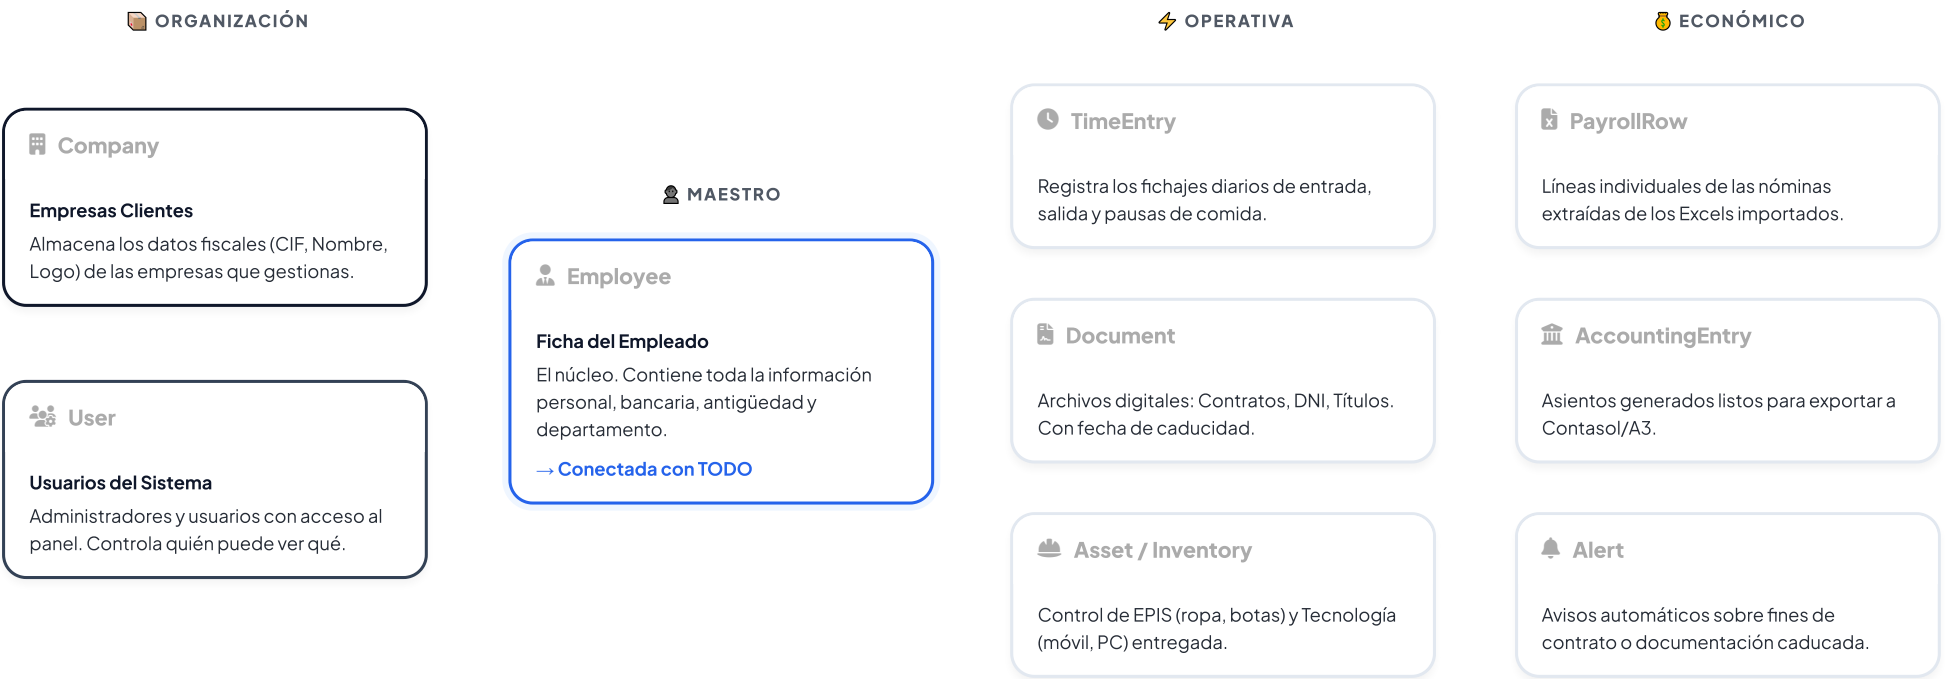 ORGANIZACIÓN
Company
Empresas Clientes
Almacena los datos fiscales (CIF, Nombre,
Logo) de las empresas que gestionas.
User
Usuarios del Sistema
Administradores y usuarios con acceso al
panel. Controla quién puede ver qué.
MAESTRO
Employee
Ficha del Empleado
El núcleo. Contiene toda la información
personal, bancaria, antigüedad y
departamento.
→ Conectada con TODO
OPERATIVA
TimeEntry
Registra los fichajes diarios de entrada,
salida y pausas de comida.
Document
Archivos digitales: Contratos, DNI, Títulos.
Con fecha de caducidad.
Asset / Inventory
Control de EPIS (ropa, botas) y Tecnología
(móvil, PC) entregada.
ECONÓMICO
PayrollRow
Líneas individuales de las nóminas
extraídas de los Excels importados.
AccountingEntry
Asientos generados listos para exportar a
Contasol/A3.
Alert
Avisos automáticos sobre fines de
contrato o documentación caducada.